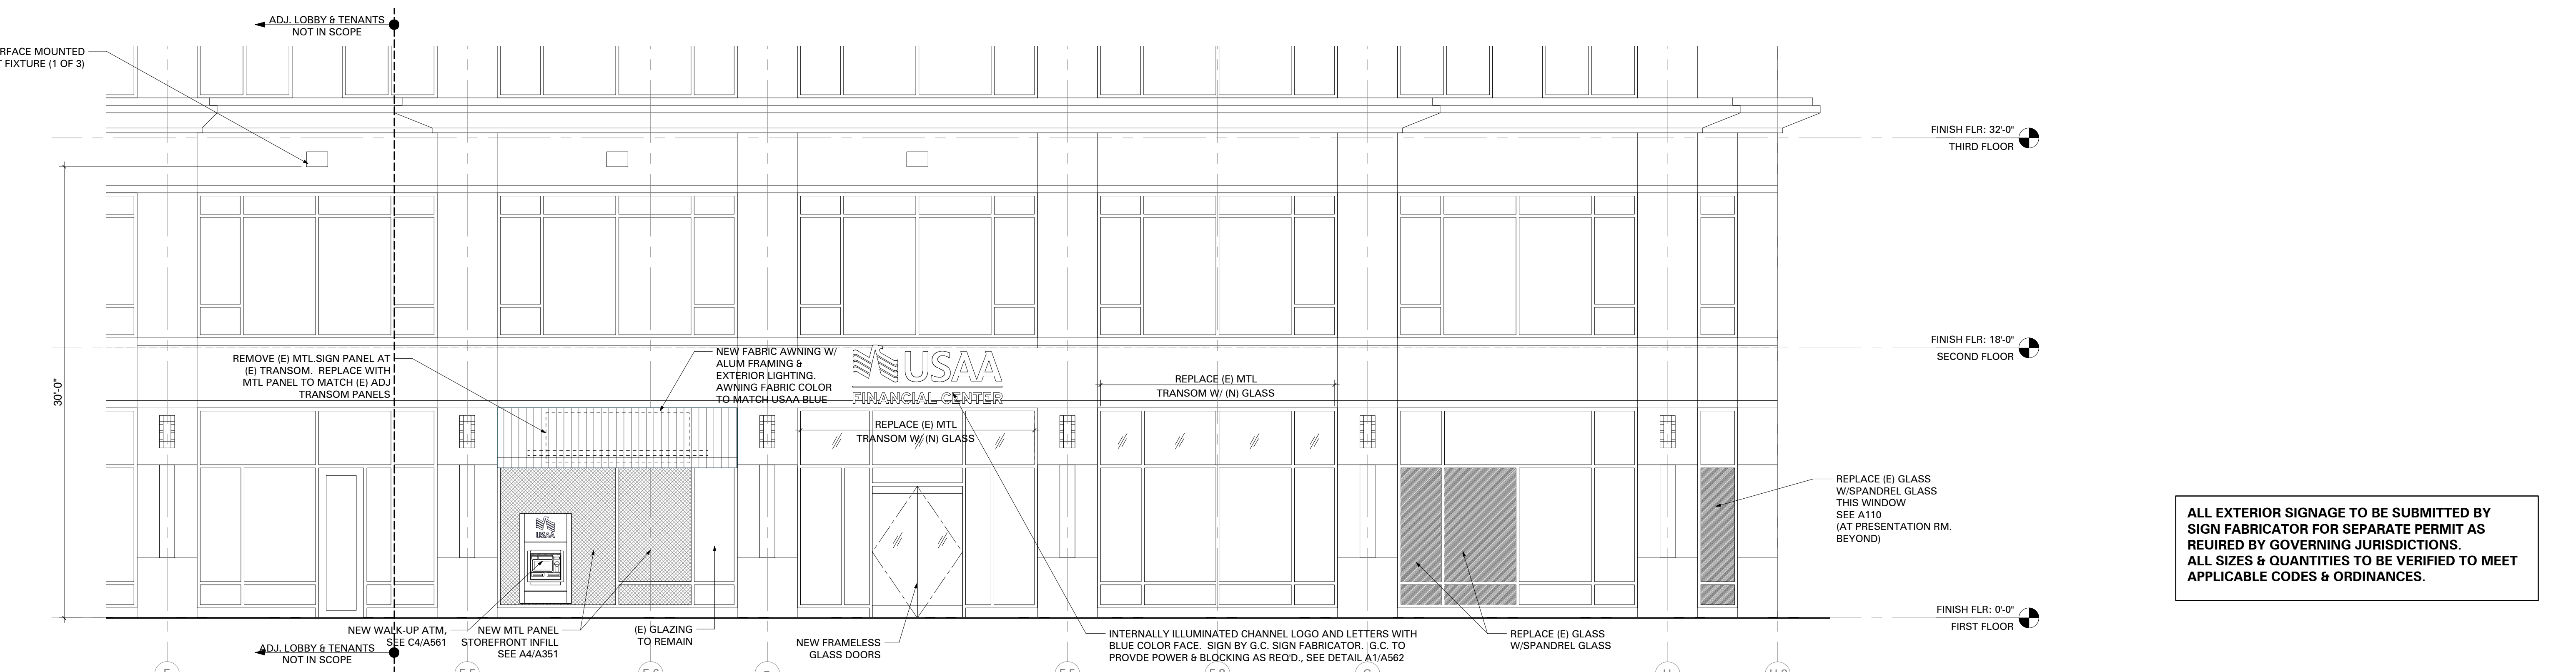 ADJ. LOBBY & TENANTS
NOT IN SCOPE
MOUNTED
FIXTURE (1 OF 3)
FINISH FLR: 32'-0"
THIRD FLOOR
30'-0"
FINISH FLR: 18'-0"
SECOND FLOOR
REMOVE (E) MTL.SIGN PANEL AT
(E) TRANSOM. REPLACE WITH
MTL PANEL TO MATCH (E) ADJ
TRANSOM PANELS
NEW FABRIC AWNING W/
ALUM FRAMING &
EXTERIOR LIGHTING.
AWNING FABRIC COLOR
TO MATCH USAA BLUE
USAA
FINANCIAL CENTER
REPLACE (E) MTL
TRANSOM W/ (N) GLASS
REPLACE (E) MTL
TRANSOM W/ (N) GLASS
USAA
REPLACE (E) GLASS
W/SPANDREL GLASS
THIS WINDOW
SEE A110
(AT PRESENTATION RM.
BEYOND)
ALL EXTERIOR SIGNAGE TO BE SUBMITTED BY
SIGN FABRICATOR FOR SEPARATE PERMIT AS
REUIRED BY GOVERNING JURISDICTIONS.
ALL SIZES & QUANTITIES TO BE VERIFIED TO MEET
APPLICABLE CODES & ORDINANCES.
FINISH FLR: 0'-0"
FIRST FLOOR
NEW WALK-UP ATM,
SEE C4/A561
NEW MTL PANEL
STOREFRONT INFILL
SEE A4/A351
(E) GLAZING
TO REMAIN
NEW FRAMELESS
GLASS DOORS
INTERNALLY ILLUMINATED CHANNEL LOGO AND LETTERS WITH
BLUE COLOR FACE. SIGN BY G.C. SIGN FABRICATOR. G.C. TO
PROVDE POWER & BLOCKING AS REQ'D., SEE DETAIL A1/A562
REPLACE (E) GLASS
W/SPANDREL GLASS
ADJ. LOBBY & TENANTS
NOT IN SCOPE